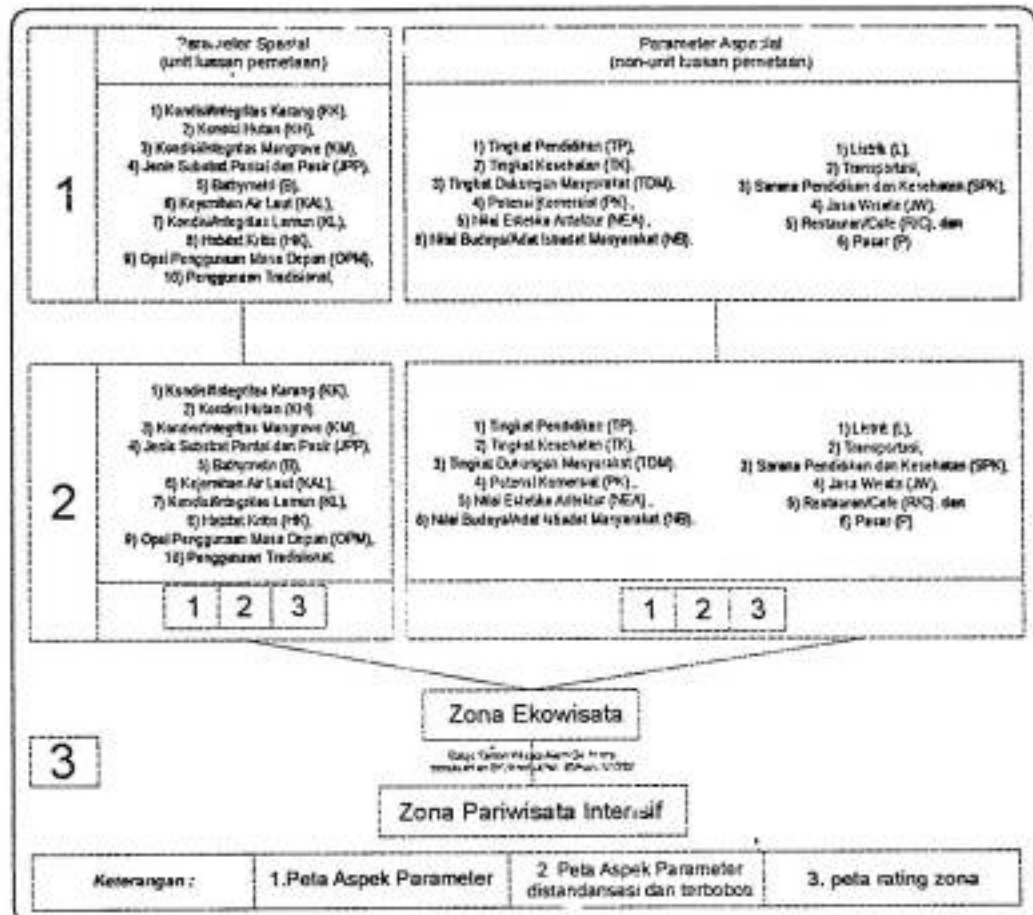 Parameter Spasial
(unit luasan pemetaan)
Parameter Aspasial
(non-unit luasan pemetaan)
1
1) Kondisi/Integritas Karang (KK),
2) Kondisi Hutan (KH),
3) Kondisi/Integritas Mangrove (KM),
4) Jenis Substrat Pantai dan Pasir (JPP),
5) Bathymetri (B),
6) Kejernihan Air Laut (KAL),
7) Kondisi/Integritas Lamun (KL),
8) Habitat Kritis (HK),
9) Opsi Penggunaan Masa Depan (OPM),
10) Penggunaan Tradisional,
1) Tingkat Pendidikan (TP),
2) Tingkat Kesehatan (TK),
3) Tingkat Dukungan Masyarakat (TDM),
4) Potensi Komersial (PK),
5) Nilai Estetika Arsitektur (NEA),
6) Nilai Budaya/Adat Istiadat Masyarakat (NB).
1) Listrik (L),
2) Transportasi,
3) Sarana Pendidikan dan Kesehatan (SPK),
4) Jasa Wisata (JW),
5) Restauran/Cafe (R/C), dan
6) Pasar (P)
2
1) Kondisi/Integritas Karang (KK),
2) Kondisi Hutan (KH)
3) Kondisi/Integritas Mangrove (KM),
4) Jenis Substrat Pantai dan Pasir (JPP),
5) Bathymetri (B),
6) Kejernihan Air Laut (KAL),
7) Kondisi/Integritas Lamun (KL),
8) Habitat Kritis (HK),
9) Opsi Penggunaan Masa Depan (OPM),
10) Penggunaan Tradisional,
1) Tingkat Pendidikan (TP),
2) Tingkat Kesehatan (TK),
3) Tingkat Dukungan Masyarakat (TDM)
4) Potensi Komersial (PK),
5) Nilai Estetika Arsitektur (NEA),
6) Nilai Budaya/Adat Istiadat Masyarakat (NB).
1) Listrik (L),
2) Transportasi,
3) Sarana Pendidikan dan Kesehatan (SPK),
4) Jasa Wisata (JW),
5) Restauran/Cafe (R/C), dan
6) Pasar (P)
1 2 3
1 2 3
Zona Ekowisata
3
Zona Pariwisata Intensif
Keterangan :
1.Peta Aspek Parameter
2 Peta Aspek Parameter
distandansasi dan terbobot
3. peta rating zona